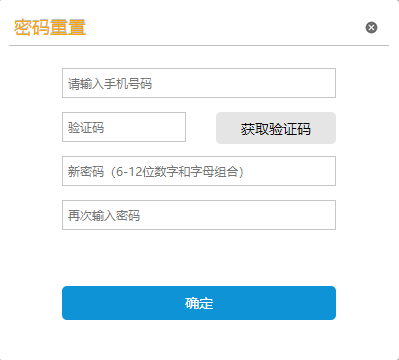 密码重置
请输入手机号码
验证码
获取验证码
新密码（6-12位数字和字母组合）
再次输入密码
确定